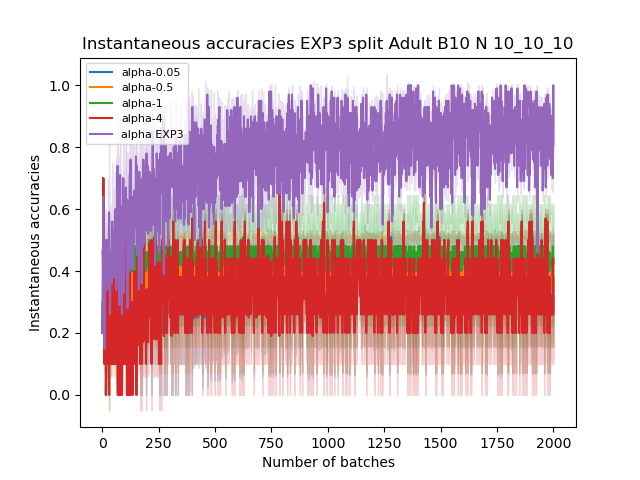 Instantaneous accuracies EXP3 split Adult B10 N 10_10_10
alpha-0.05
alpha-0.5
alpha-1
alpha-4
alpha EXP3
1.0
0.8
0.6
0.4
0.2
0.0
Instantaneous accuracies
0 250 500 750 1000 1250 1500 1750 2000
Number of batches